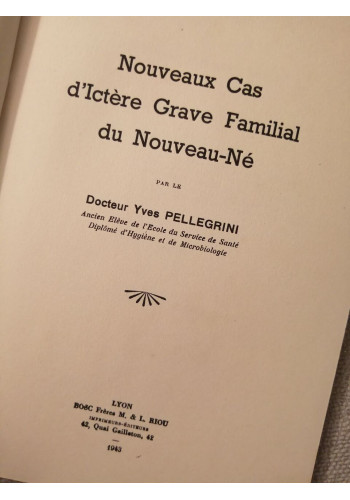 Nouveaux Cas
d'Ictère Grave Familial
du Nouveau-Né
PAR LE
Docteur Yves PELLEGRINI
Ancien Elève de l'Ecole du Service de Santé
Diplômé d'Hygiène et de Microbiologie
LYON
BOSC Frères M. & L. RIOU
IMPRIMEURS-ÉDITEURS
42, Quai Gailleton, 42
1943